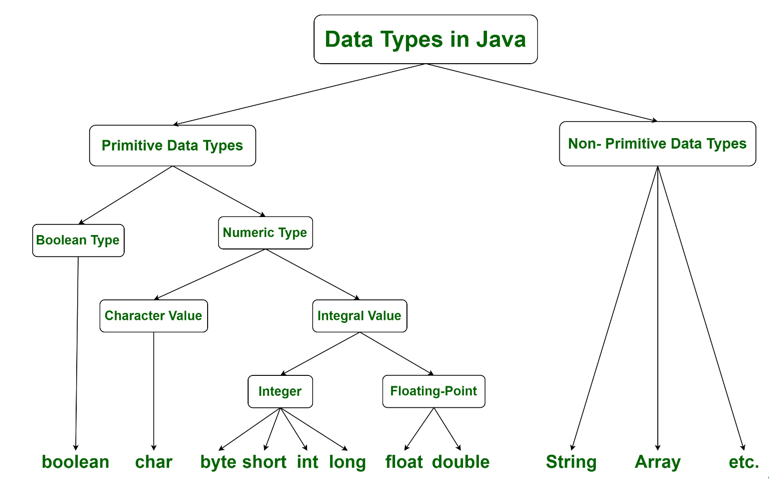 Data Types in Java
Primitive Data Types
Non- Primitive Data Types
Boolean Type
Numeric Type
Character Value
Integral Value
Integer
Floating-Point
boolean
char
byte
short
int
long
float
double
String
Array
etc.